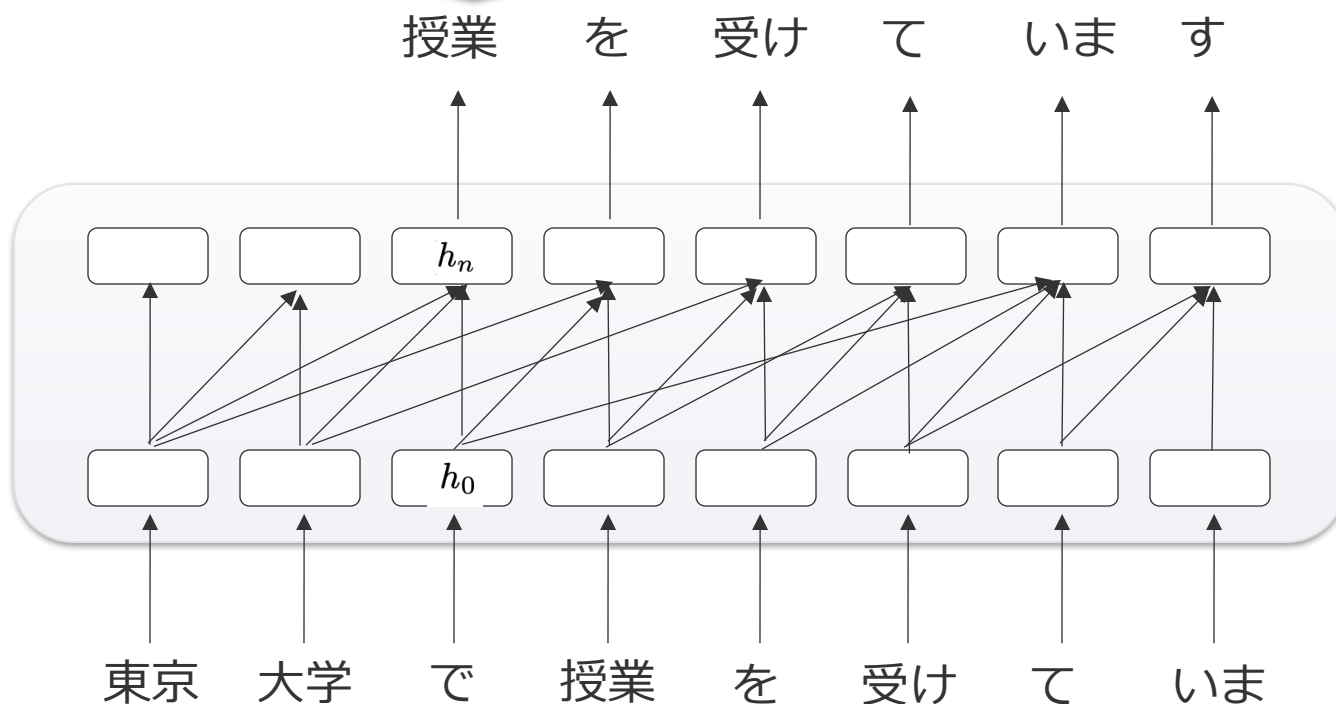 授業 を 受け て いま す
h_n
h_0
東京 大学 で 授業 を 受け て いま